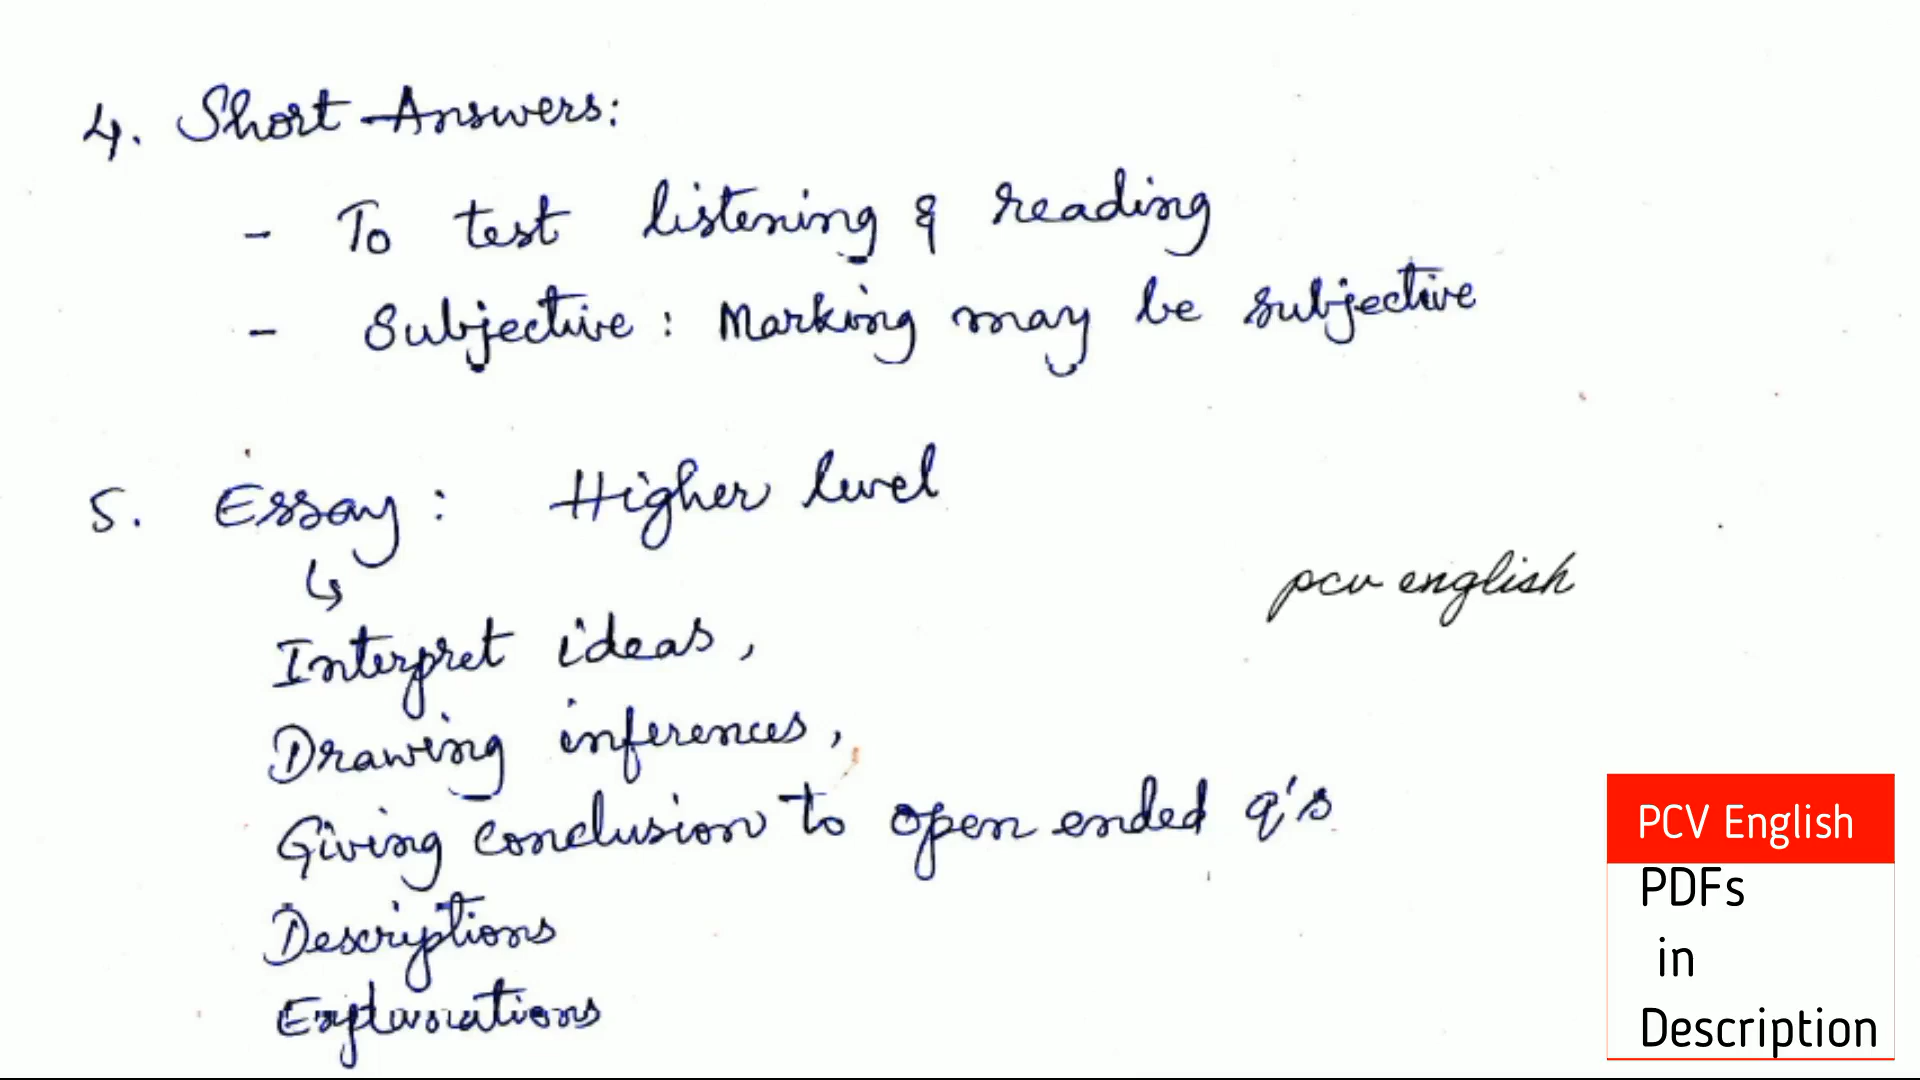 4. Short Answers:
- To test listening & reading
- Subjective : Marking may be subjective
5. Essay : Higher level
↳
Interpret ideas,
Drawing inferences,
Giving conclusion to open ended q's
Descriptions
Explanations
pcv english
PCV English
PDFs
in
Description